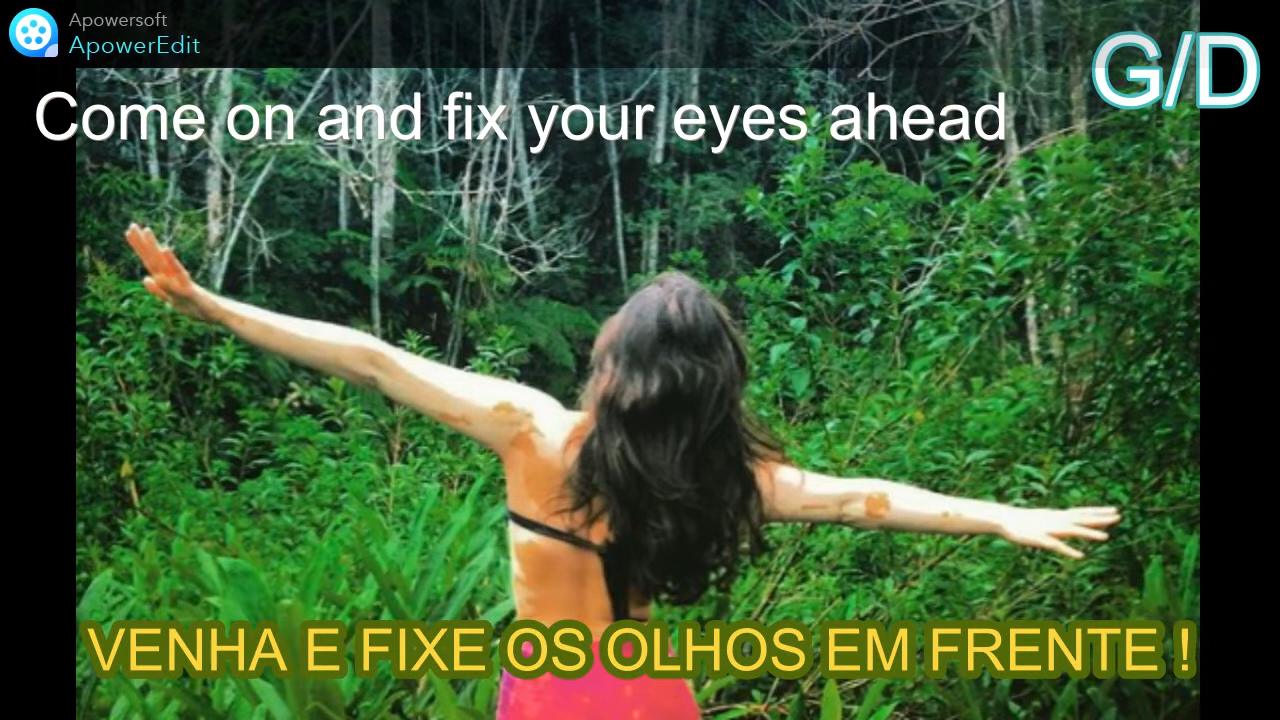 Apowersoft
ApowerEdit
G/D
Come on and fix your eyes ahead
VENHA E FIXE OS OLHOS EM FRENTE !